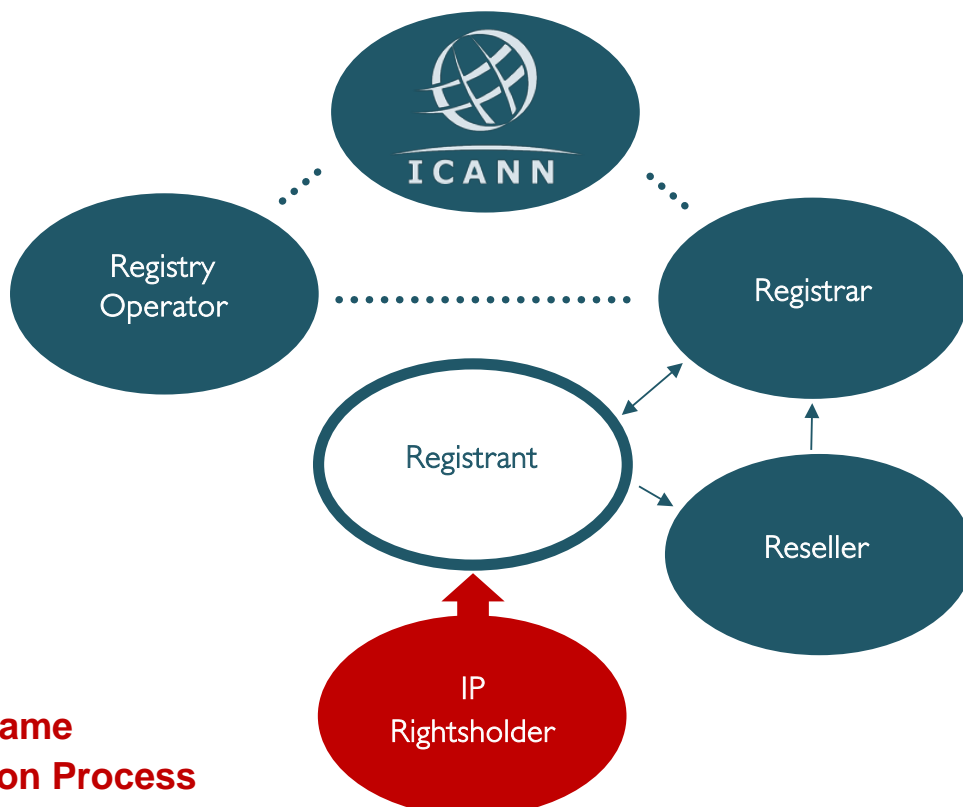 ICANN
Registry
Operator
Registrar
Registrant
Reseller
IP
Rightsholder
ame
on Process